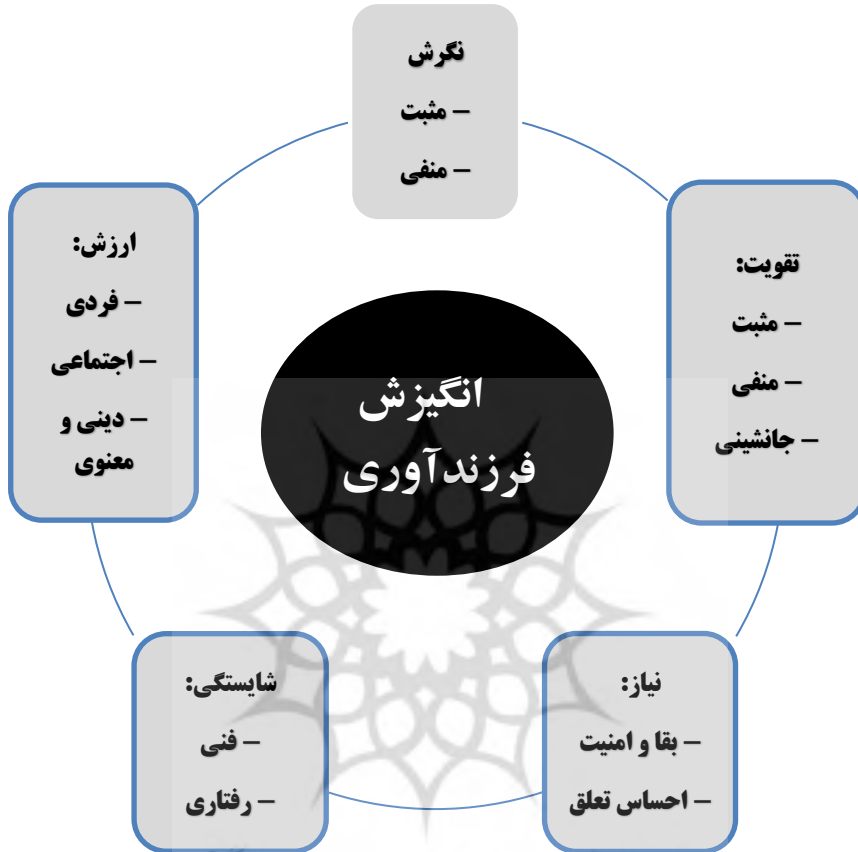 نگرش
– مثبت
– منفی
تقویت:
– مثبت
– منفی
– جانشینی
نیاز:
– بقا و امنیت
– احساس تعلق
شایستگی:
– فنی
– رفتاری
ارزش:
– فردی
– اجتماعی
– دینی و
معنوی
انگیزش
فرزندآوری